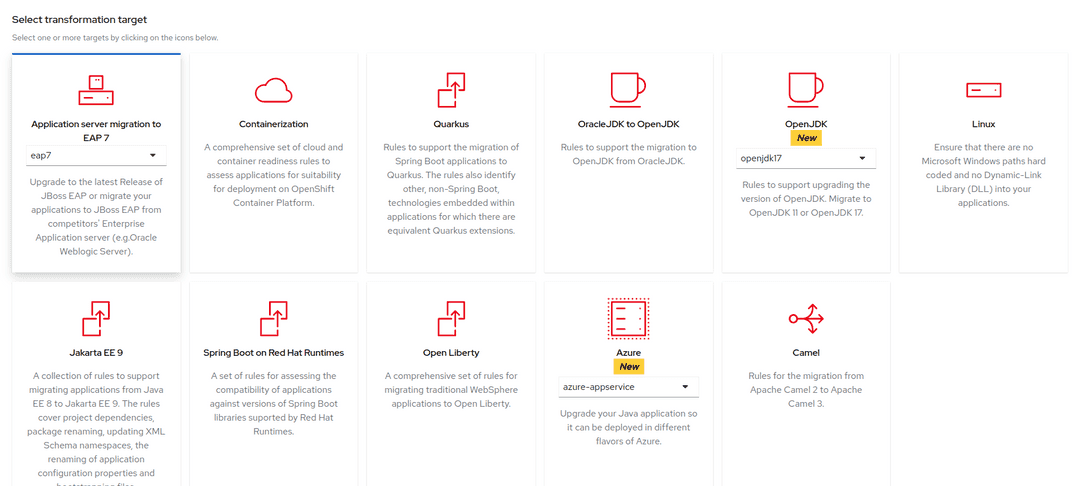 Select transformation target
Select one or more targets by clicking on the icons below.
Application server migration to
EAP 7
eap7
Upgrade to the latest Release of
JBoss EAP or migrate your
applications to JBoss EAP from
competitors' Enterprise
Application server (e.g.Oracle
Weblogic Server).
Containerization
A comprehensive set of cloud and
container readiness rules to
assess applications for suitability
for deployment on OpenShift
Container Platform.
Quarkus
Rules to support the migration of
Spring Boot applications to
Quarkus. The rules also identify
other, non-Spring Boot,
technologies embedded within
applications for which there are
equivalent Quarkus extensions.
OracleJDK to OpenJDK
Rules to support the migration to
OpenJDK from OracleJDK.
OpenJDK
New
openjdk17
Rules to support upgrading the
version of OpenJDK. Migrate to
OpenJDK 11 or OpenJDK 17.
Linux
Ensure that there are no
Microsoft Windows paths hard
coded and no Dynamic-Link
Library (DLL) into your
applications.
Jakarta EE 9
A collection of rules to support
migrating applications from Java
EE 8 to Jakarta EE 9. The rules
cover project dependencies,
package renaming, updating XML
Schema namespaces, the
renaming of application
configuration properties and
bootstrapping files.
Spring Boot on Red Hat Runtimes
A set of rules for assessing the
compatibility of applications
against versions of Spring Boot
libraries suported by Red Hat
Runtimes.
Open Liberty
A comprehensive set of rules for
migrating traditional WebSphere
applications to Open Liberty.
Azure
New
azure-appservice
Upgrade your Java application so
it can be deployed in different
flavors of Azure.
Camel
Rules for the migration from
Apache Camel 2 to Apache
Camel 3.